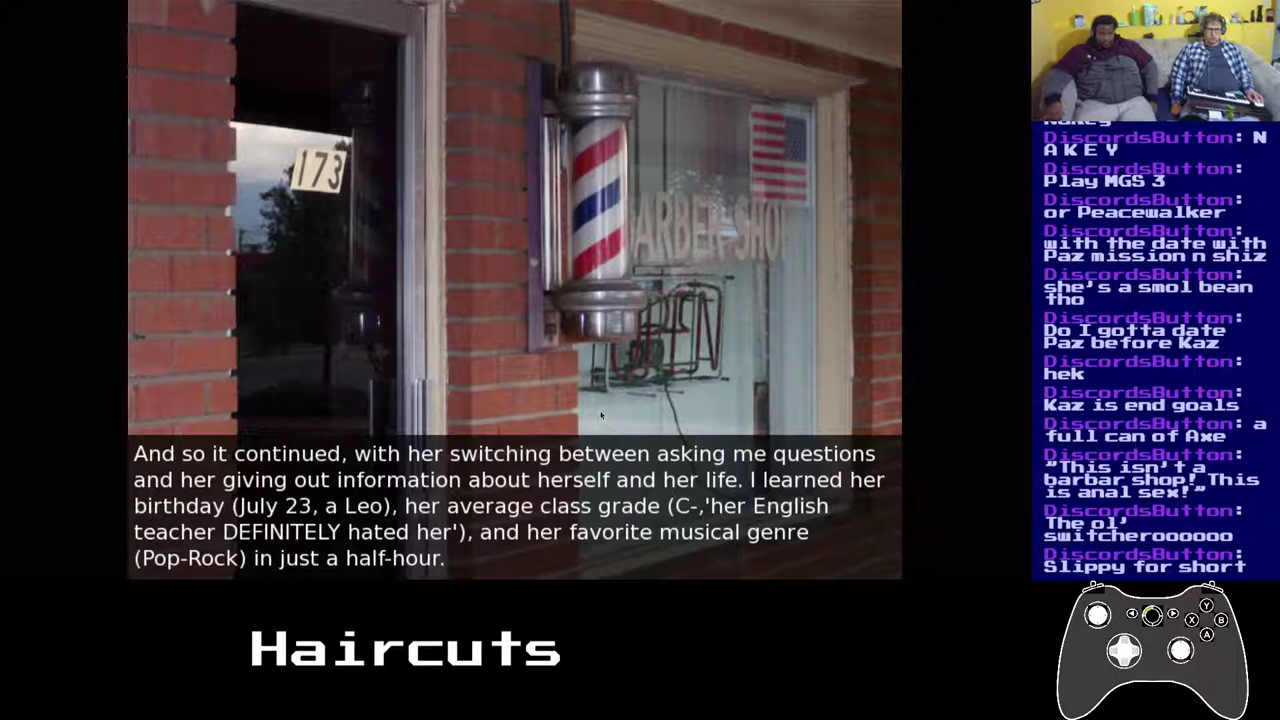 173
BARBER SHOP
OPEN
And so it continued, with her switching between asking me questions
and her giving out information about herself and her life. I learned her
birthday (July 23, a Leo), her average class grade (C-,'her English
teacher DEFINITELY hated her'), and her favorite musical genre
(Pop-Rock) in just a half-hour.
Haircuts
DiscordsButton: N
A K E Y
DiscordsButton:
Play MGS 3
DiscordsButton:
or Peacewalker
DiscordsButton:
with the date with
Paz mission n shiz
DiscordsButton:
she's a smol bean
tho
DiscordsButton:
Do I gotta date
Paz before Kaz
DiscordsButton:
hek
DiscordsButton:
Kaz is end goals
DiscordsButton: a
full can of Axe
DiscordsButton:
"This isn't a
barbar shop! This
is anal sex!"
DiscordsButton:
The ol'
switcheroooooo
DiscordsButton:
Slippy for short
Y
X
B
A